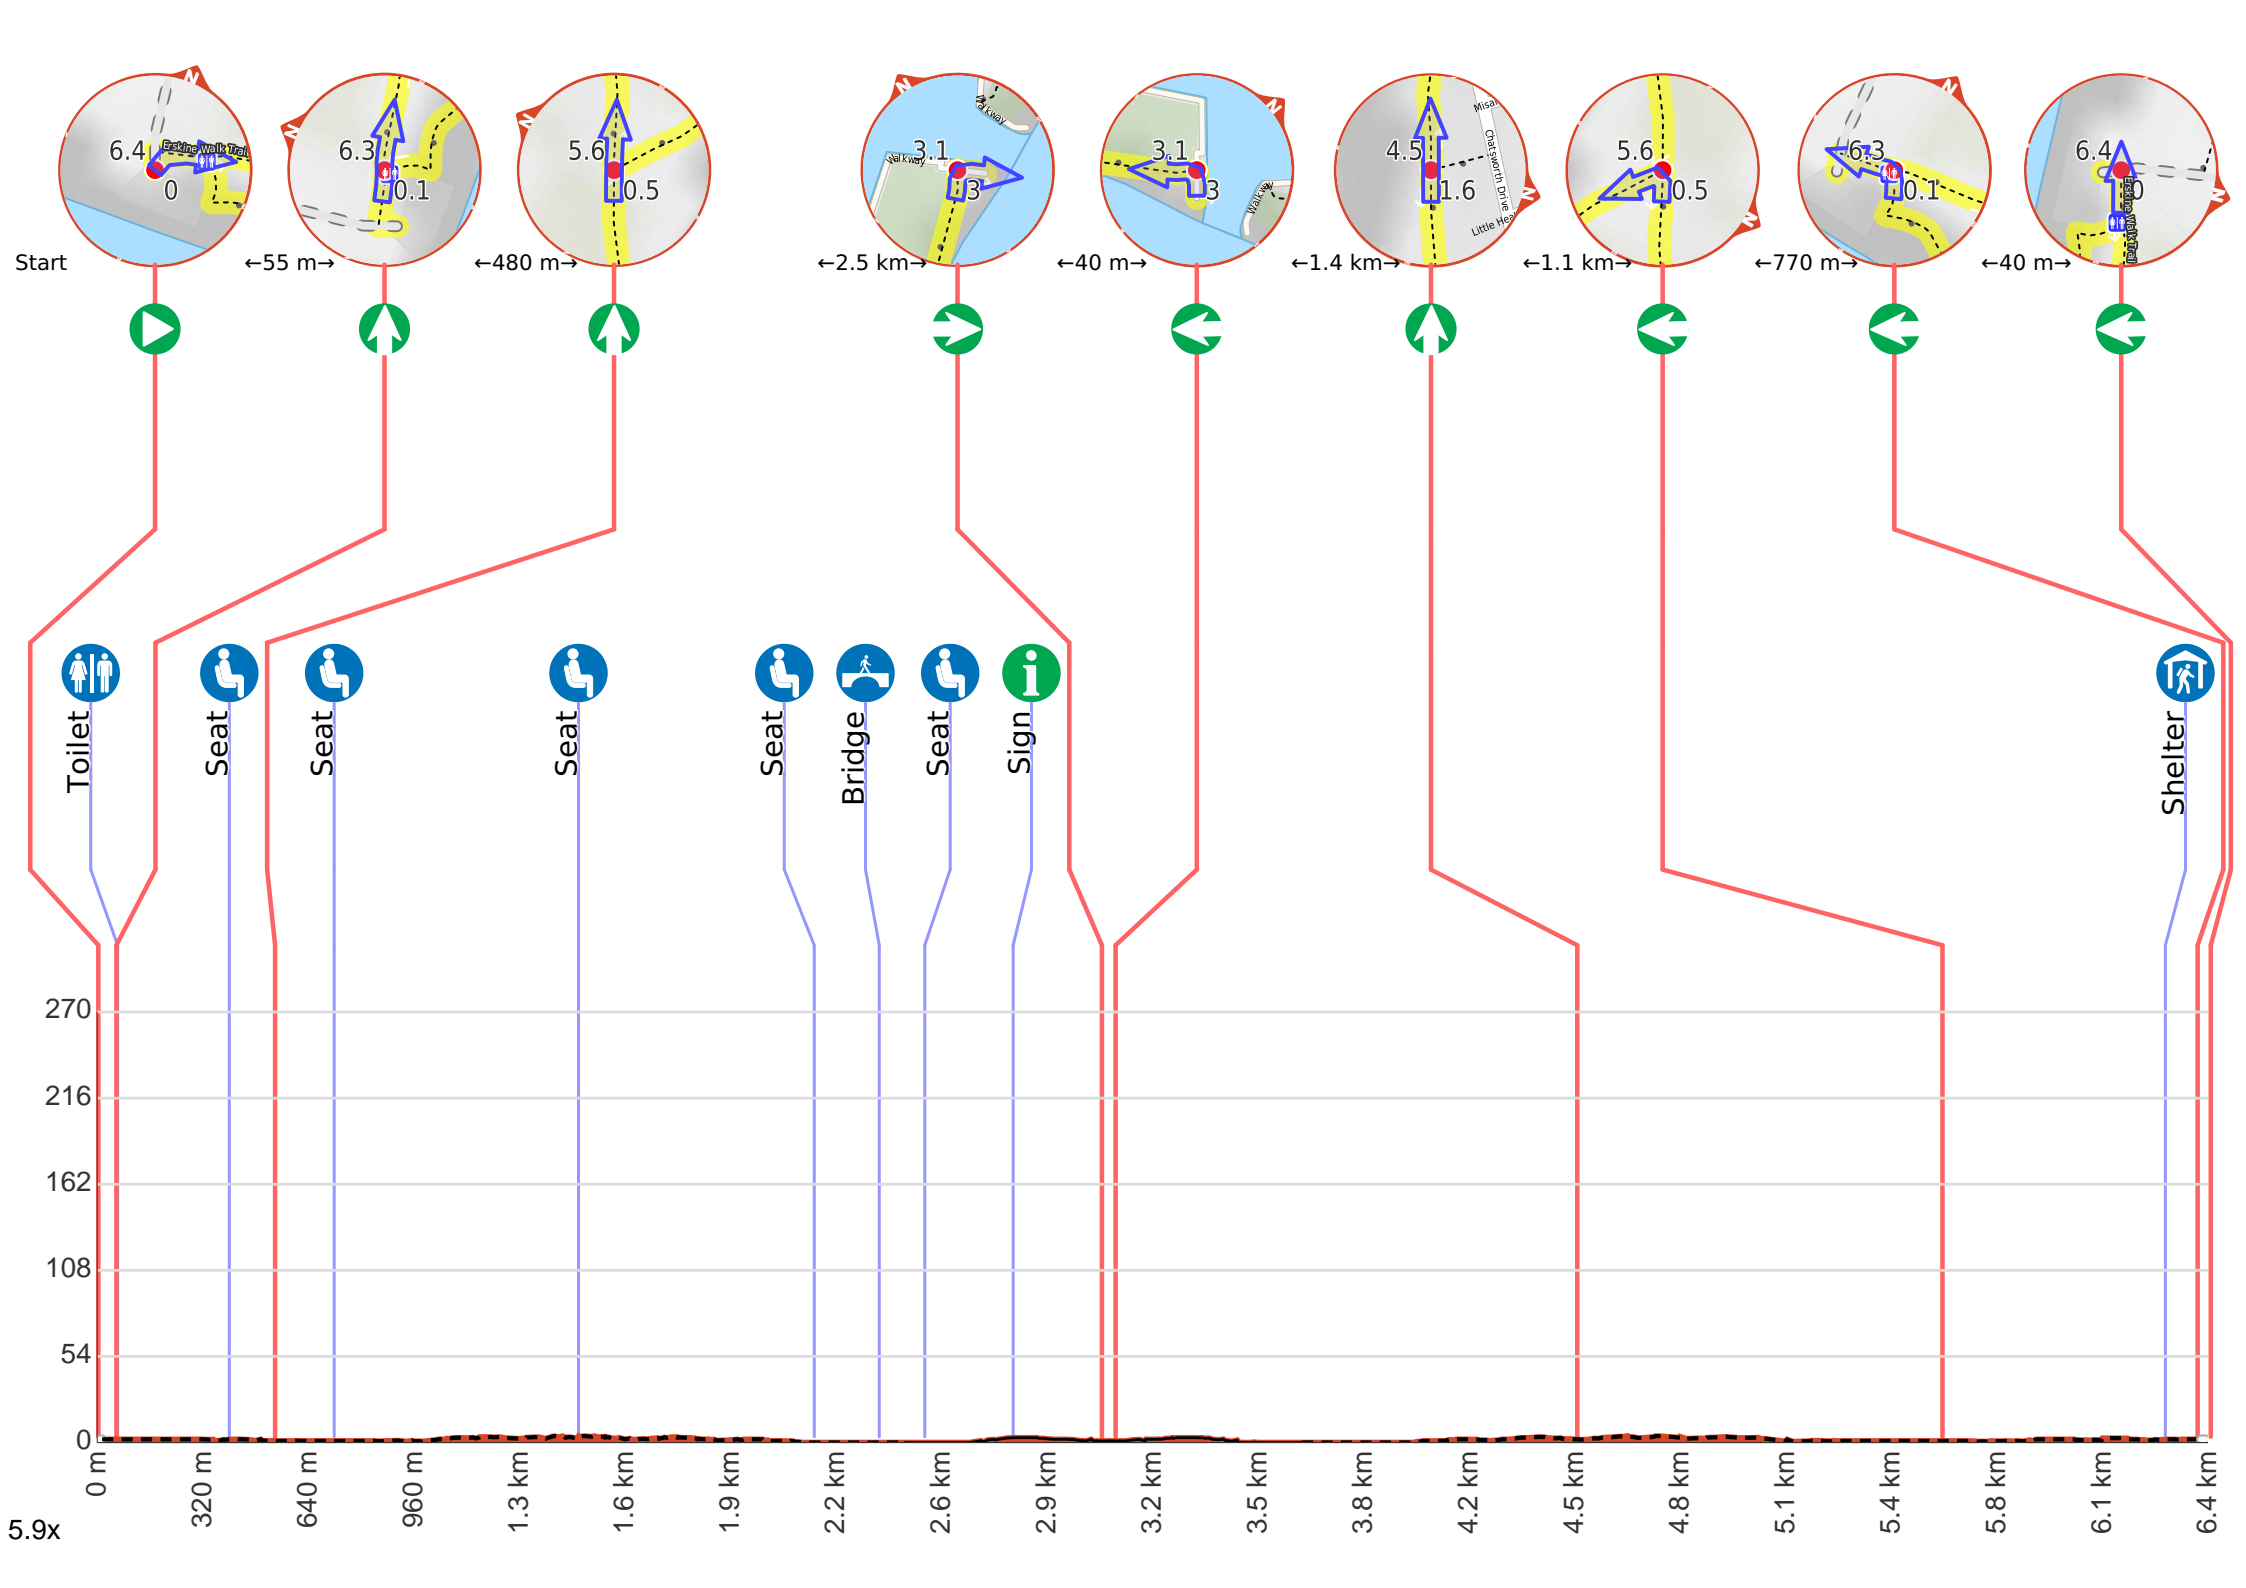 N
N
N
N
N
N
N
N
N
6.4
Erskine Walk Trail
0
6.3
0.1
5.6
0.5
Walkway
Walkway
3.1
3
3.1
3
Walkway
4.5
1.6
Chatsworth Drive
5.6
0.5
6.3
0.1
6.4
0
Erskine Walk Trail
Start
←55 m→
←480 m→
←2.5 km→
←40 m→
←1.4 km→
←1.1 km→
←770 m→
←40 m→
Toilet
Seat
Seat
Seat
Seat
Bridge
Seat
Sign
Shelter
270
216
162
108
54
0
0 m
320 m
640 m
960 m
1.3 km
1.6 km
1.9 km
2.2 km
2.6 km
2.9 km
3.2 km
3.5 km
3.8 km
4.2 km
4.5 km
4.8 km
5.1 km
5.4 km
5.8 km
6.1 km
6.4 km
5.9x